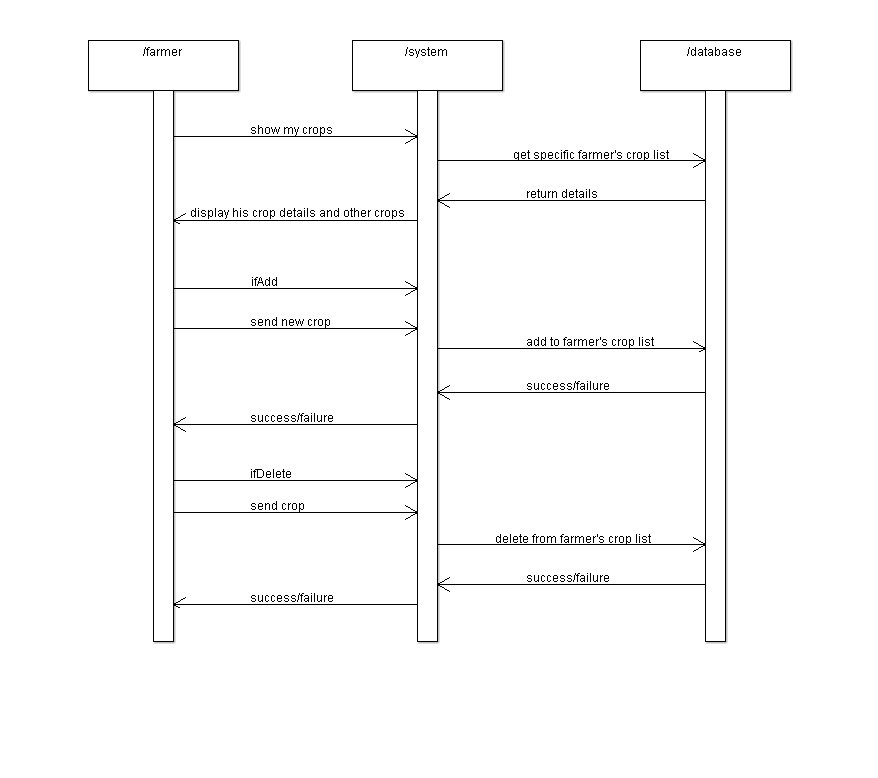 /farmer
/system
/database
show my crops
get specific farmer's crop list
return details
display his crop details and other crops
ifAdd
send new crop
add to farmer's crop list
success/failure
success/failure
ifDelete
send crop
delete from farmer's crop list
success/failure
success/failure